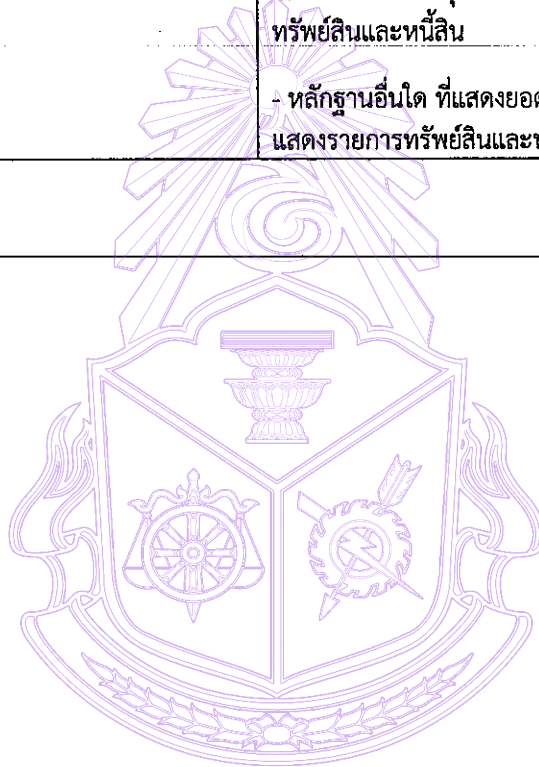 ทรัพย์สินและหนี้สิน
- หลักฐานอื่นใด ที่แสดงยอด
แสดงรายการทรัพย์สินและ